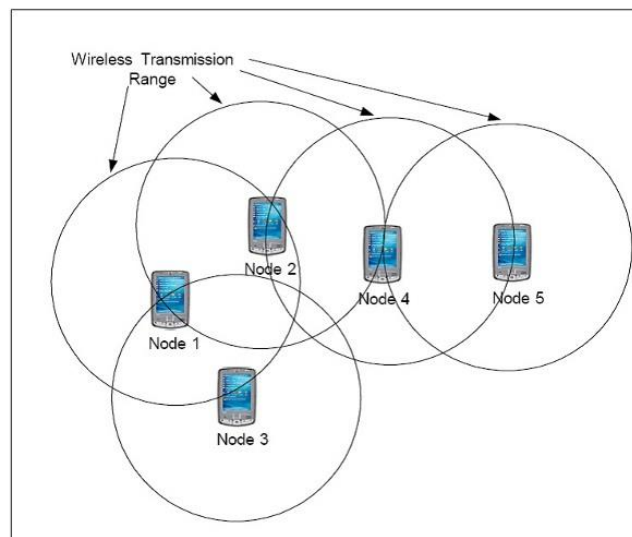 Wireless Transmission
Range
Node 2
Node 4
Node 5
Node 1
Node 3